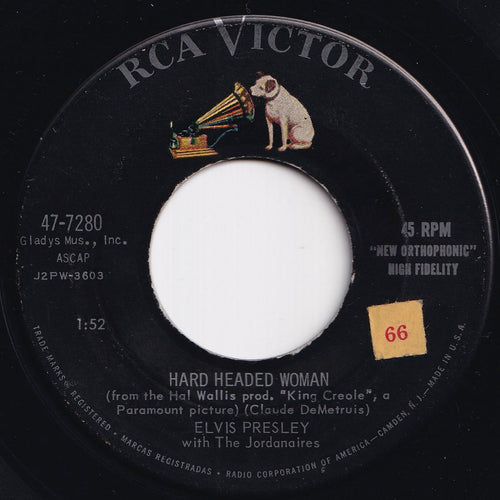 RCA VICTOR
47-7280
Gladys Mus., Inc.
ASCAP
J2PW-3603
45 RPM
"NEW ORTHOPHONIC"
HIGH FIDELITY
1:52
66
HARD HEADED WOMAN
(from the Hal Wallis prod. "King Creole", a
Paramount picture) (Claude DeMetruis)
ELVIS PRESLEY
with The Jordanaires
TRADE MARKS ® REGISTERED • MARCAS REGISTRADAS • RADIO CORPORATION OF AMERICA – CAMDEN, N.J. – MADE IN U.S.A.